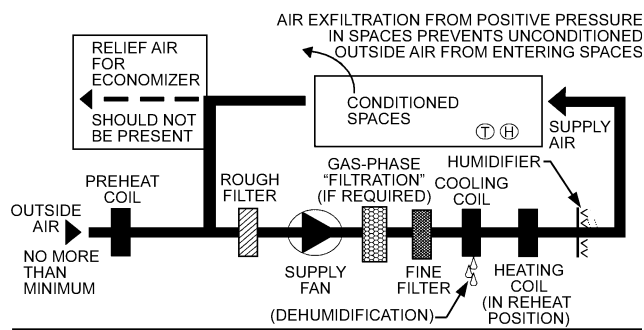 AIR EXFILTRATION FROM POSITIVE PRESSURE
IN SPACES PREVENTS UNCONDITIONED
OUTSIDE AIR FROM ENTERING SPACES
RELIEF AIR
FOR
ECONOMIZER
SHOULD NOT
BE PRESENT
CONDITIONED
SPACES
T H
SUPPLY
AIR
PREHEAT
COIL
ROUGH
FILTER
GAS-PHASE
"FILTRATION"
(IF REQUIRED)
HUMIDIFIER
COOLING
COIL
OUTSIDE
AIR
NO MORE
THAN
MINIMUM
SUPPLY
FAN
FINE
FILTER
HEATING
COIL
(IN REHEAT
POSITION)
(DEHUMIDIFICATION)